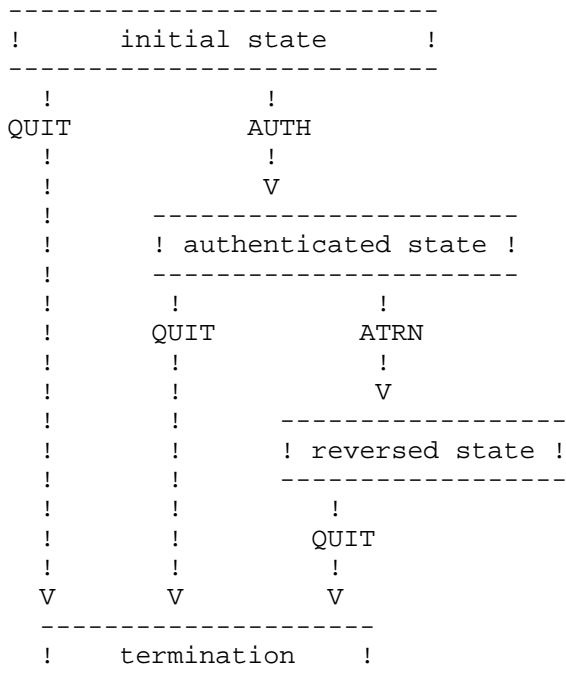 ---------------------------
!      initial state      !
---------------------------
  !             !
QUIT           AUTH
  !             !
  !             V
  !      -----------------------
  !      ! authenticated state !
  !      -----------------------
  !       !            !
  !      QUIT         ATRN
  !       !            !
  !       !            V
  !       !      ------------------
  !       !      ! reversed state !
  !       !      ------------------
  !       !         !
  !       !        QUIT
  !       !         !
  V       V         V
  ---------------------
  !    termination    !